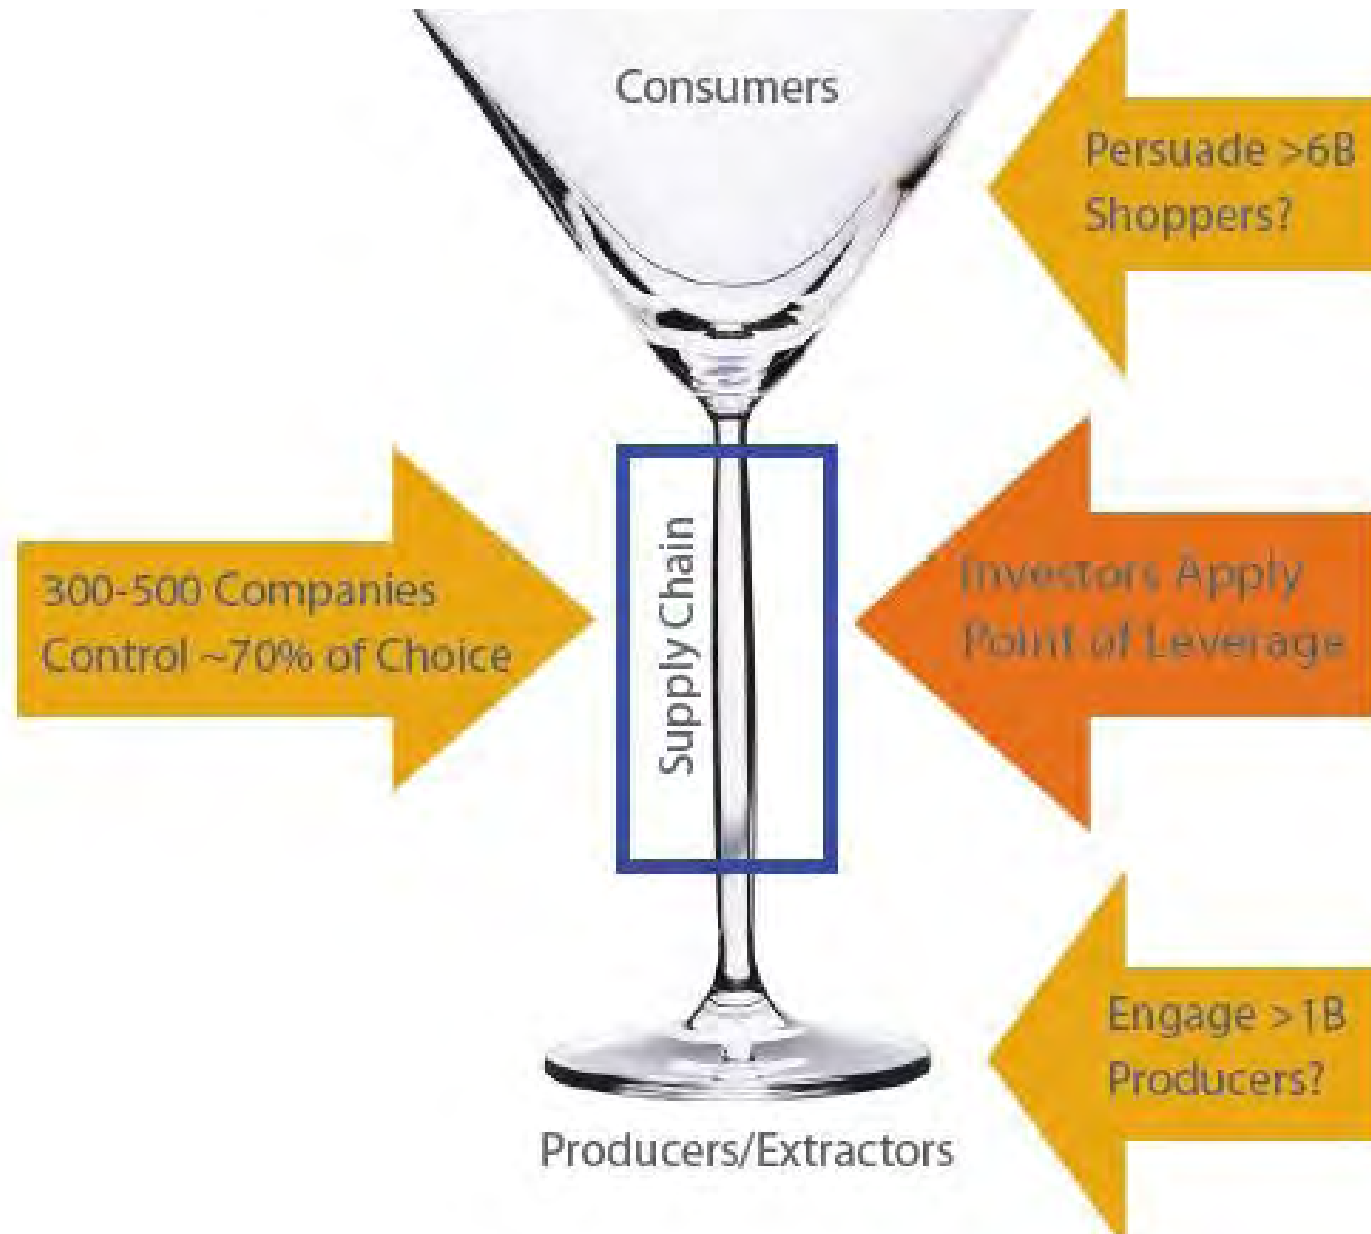 Consumers
Persuade >6B
Shoppers?
300-500 Companies
Control ~70% of Choice
Supply Chain
Investors Apply
Point of Leverage
Engage >1B
Producers?
Producers/Extractors